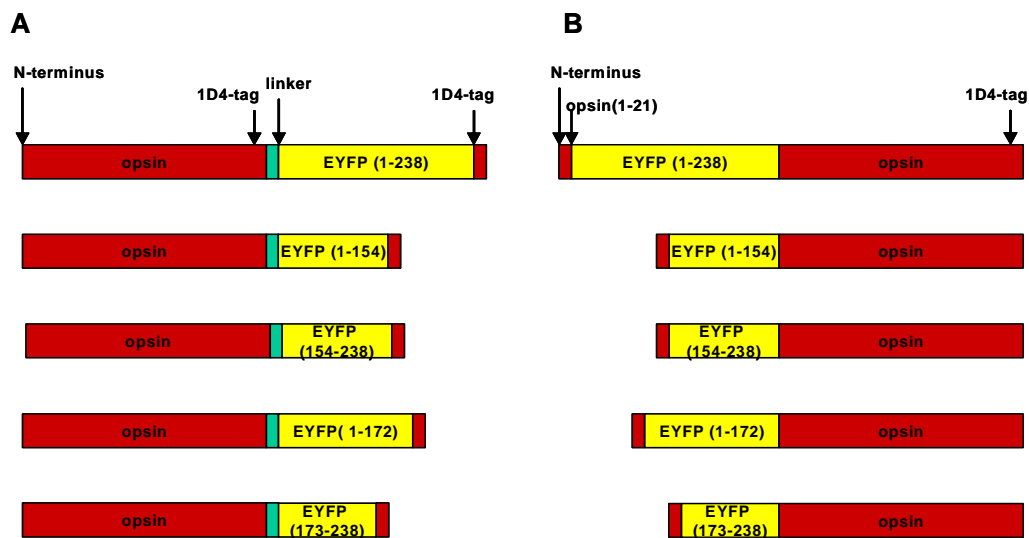 A
N-terminus
1D4-tag
linker
1D4-tag
opsin
EYFP (1-238)
opsin
EYFP (1-154)
opsin
EYFP
(154-238)
opsin
EYFP( 1-172)
opsin
EYFP
(173-238)
B
N-terminus
opsin(1-21)
1D4-tag
EYFP (1-238)
opsin
EYFP (1-154)
opsin
EYFP
(154-238)
opsin
EYFP (1-172)
opsin
EYFP
(173-238)
opsin